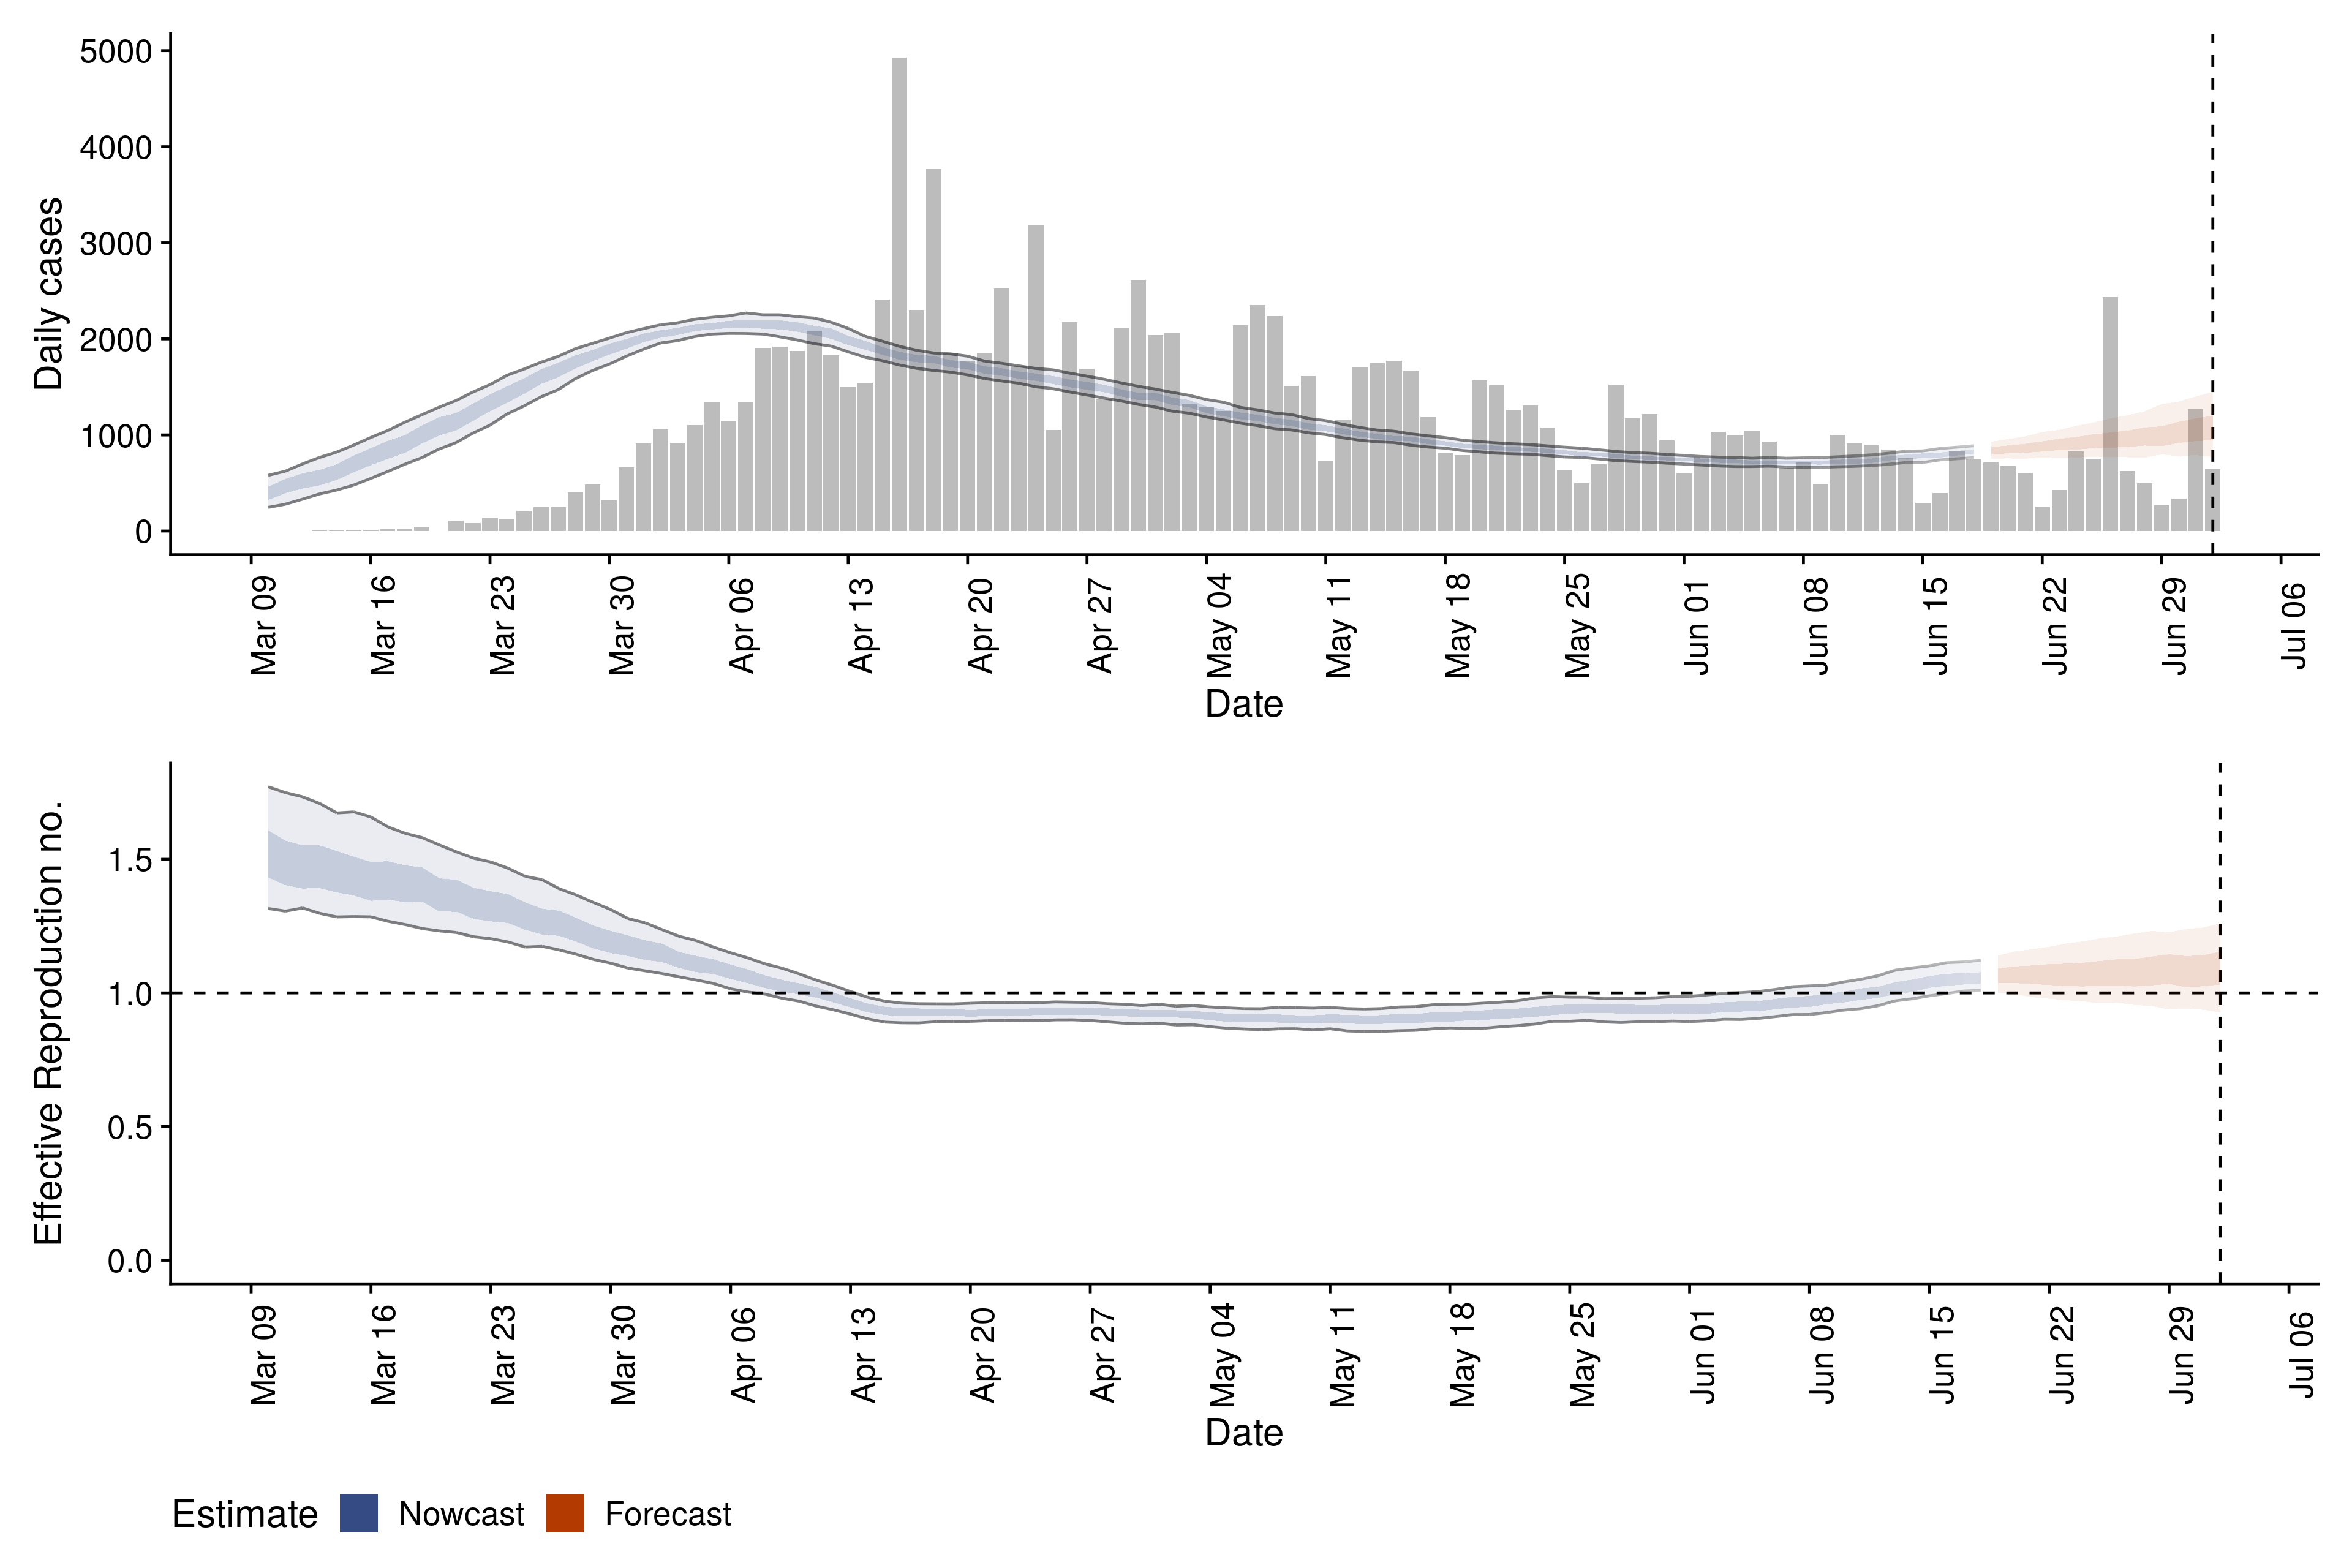 5000
4000
3000
2000
1000
0
Daily cases
Mar 09 Mar 16 Mar 23 Mar 30 Apr 06 Apr 13 Apr 20 Apr 27 May 04 May 11 May 18 May 25 Jun 01 Jun 08 Jun 15 Jun 22 Jun 29 Jul 06
Date
1.5
1.0
0.5
0.0
Effective Reproduction no.
Mar 09 Mar 16 Mar 23 Mar 30 Apr 06 Apr 13 Apr 20 Apr 27 May 04 May 11 May 18 May 25 Jun 01 Jun 08 Jun 15 Jun 22 Jun 29 Jul 06
Date
Estimate Nowcast Forecast